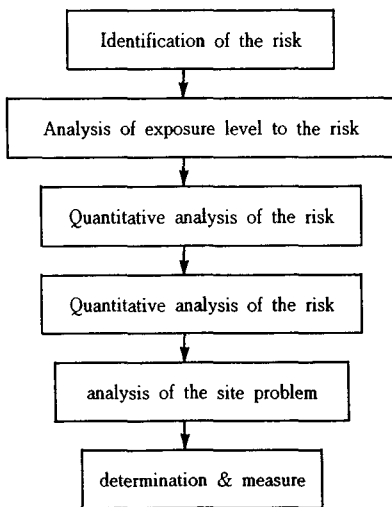 Identification of the risk
Analysis of exposure level to the risk
Quantitative analysis of the risk
Quantitative analysis of the risk
analysis of the site problem
determination & measure